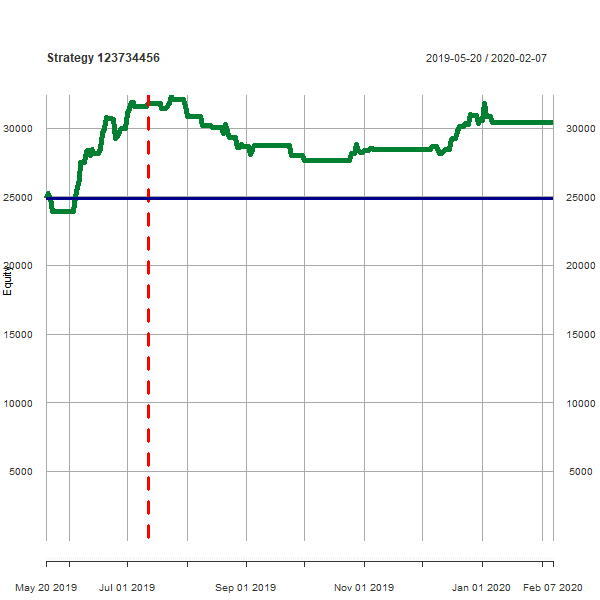 Strategy 123734456
2019-05-20 / 2020-02-07
30000
30000
25000
25000
20000
20000
Equity
15000
15000
10000
10000
5000
5000
May 20 2019
Jul 01 2019
Sep 01 2019
Nov 01 2019
Jan 01 2020
Feb 07 2020